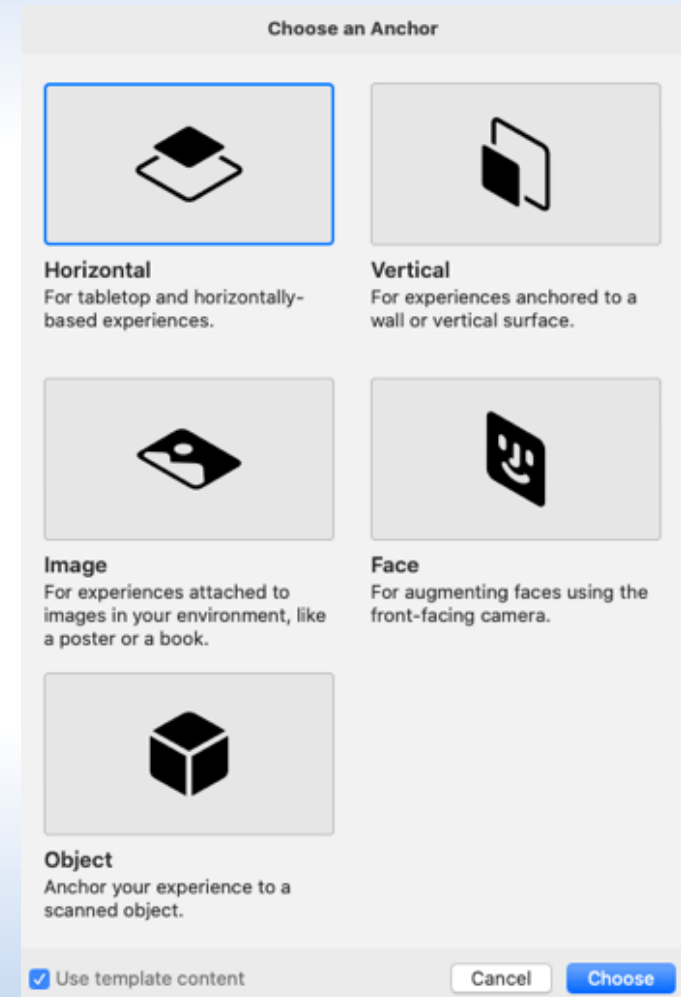 Choose an Anchor
Horizontal
For tabletop and horizontally-
based experiences.
Vertical
For experiences anchored to a
wall or vertical surface.
Image
For experiences attached to
images in your environment, like
a poster or a book.
Face
For augmenting faces using the
front-facing camera.
Object
Anchor your experience to a
scanned object.
Use template content
Cancel
Choose